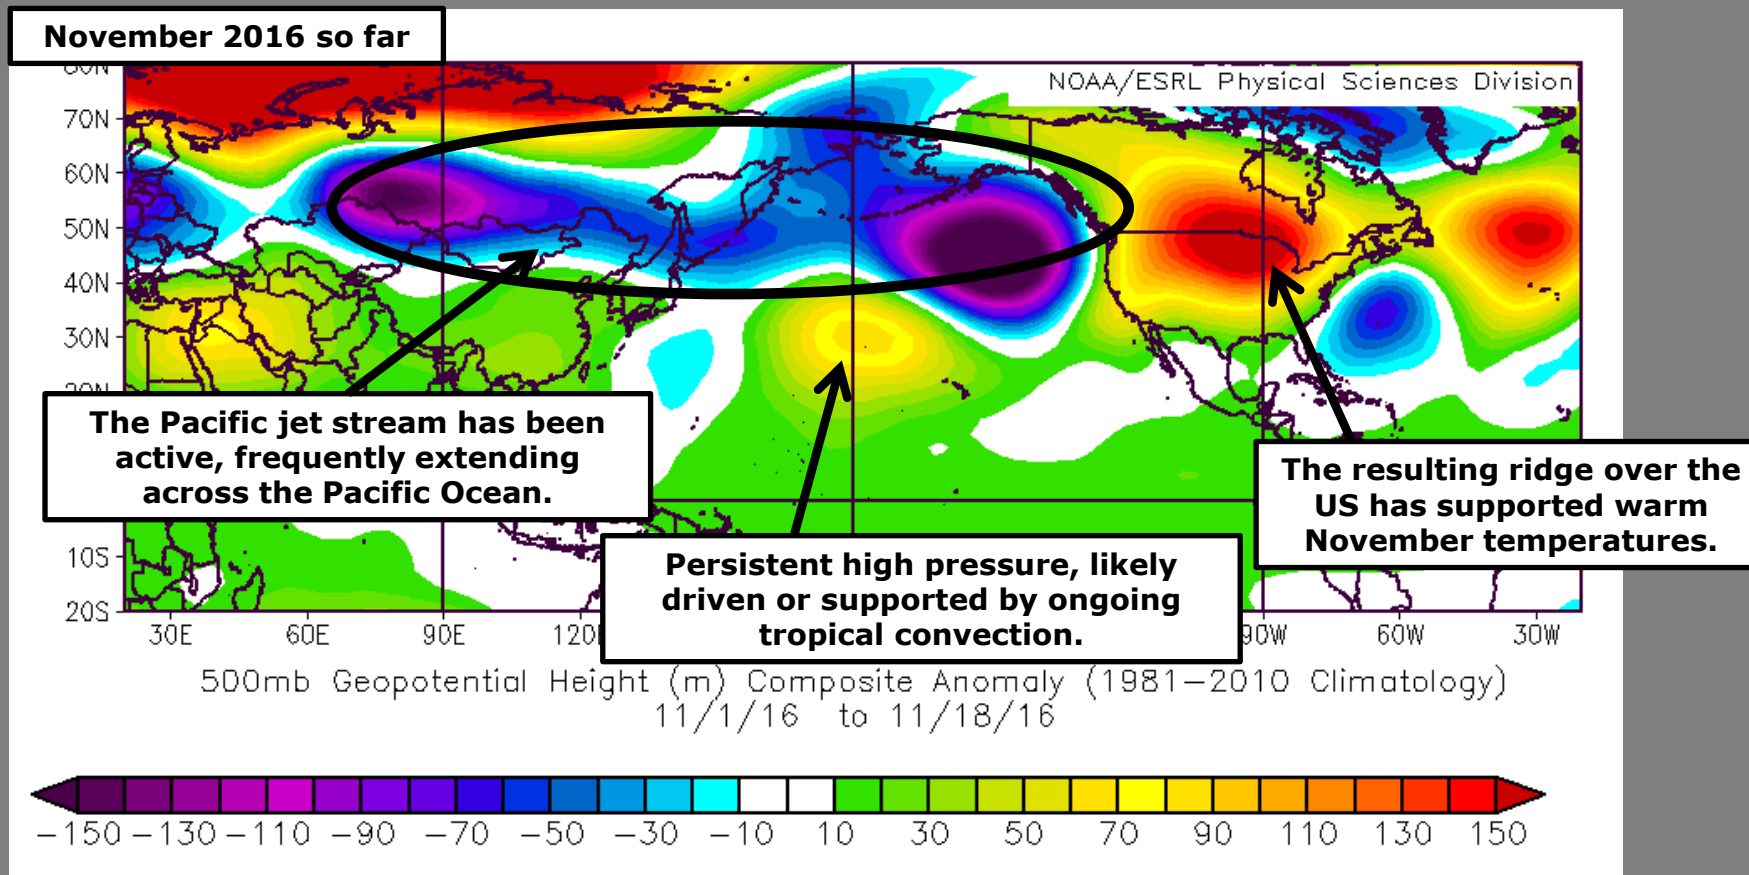 November 2016 so far
NOAA/ESRL Physical Sciences Division
70N
60N
50N
40N
30N
The Pacific jet stream has been
active, frequently extending
across the Pacific Ocean.
The resulting ridge over the
US has supported warm
November temperatures.
Persistent high pressure, likely
driven or supported by ongoing
tropical convection.
10S
20S
30E 60E 90E 90W 60W 30W
500mb Geopotential Height (m) Composite Anomaly (1981−2010 Climatology)
11/1/16 to 11/18/16
−150 −130 −110 −90 −70 −50 −30 −10 10 30 50 70 90 110 130 150